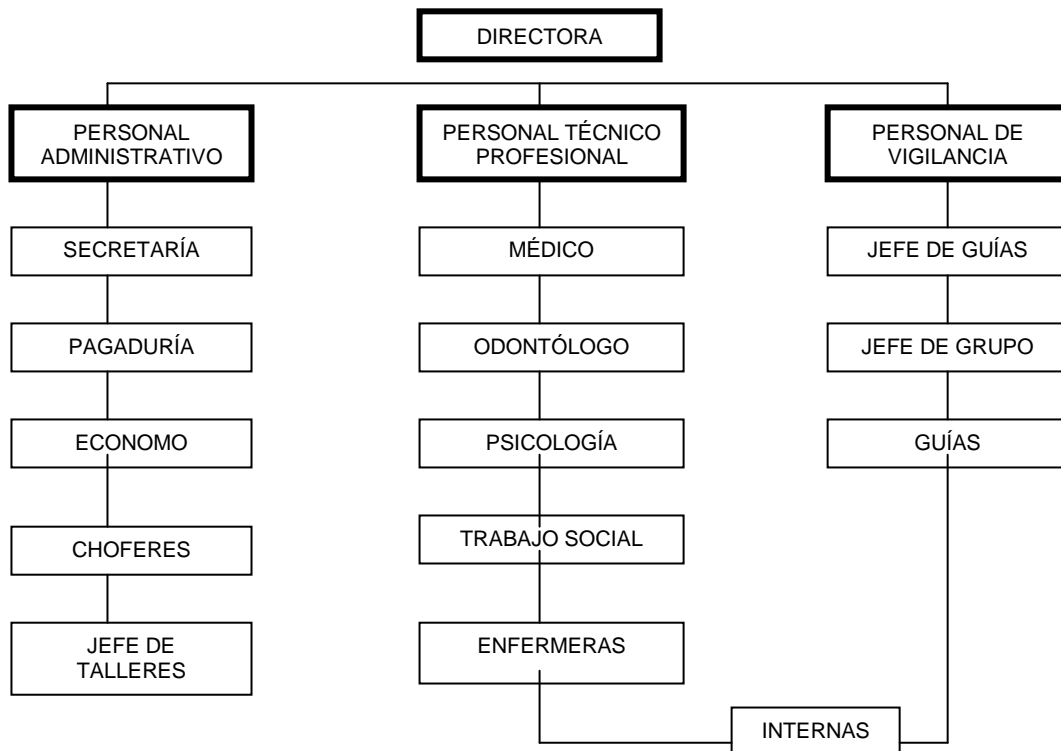 DIRECTORA
PERSONAL
ADMINISTRATIVO
PERSONAL TÉCNICO
PROFESIONAL
PERSONAL DE
VIGILANCIA
SECRETARÍA
MÉDICO
JEFE DE GUÍAS
PAGADURÍA
ODONTÓLOGO
JEFE DE GRUPO
ECONOMO
PSICOLOGÍA
GUÍAS
CHOFERES
TRABAJO SOCIAL
JEFE DE
TALLERES
ENFERMERAS
INTERNAS